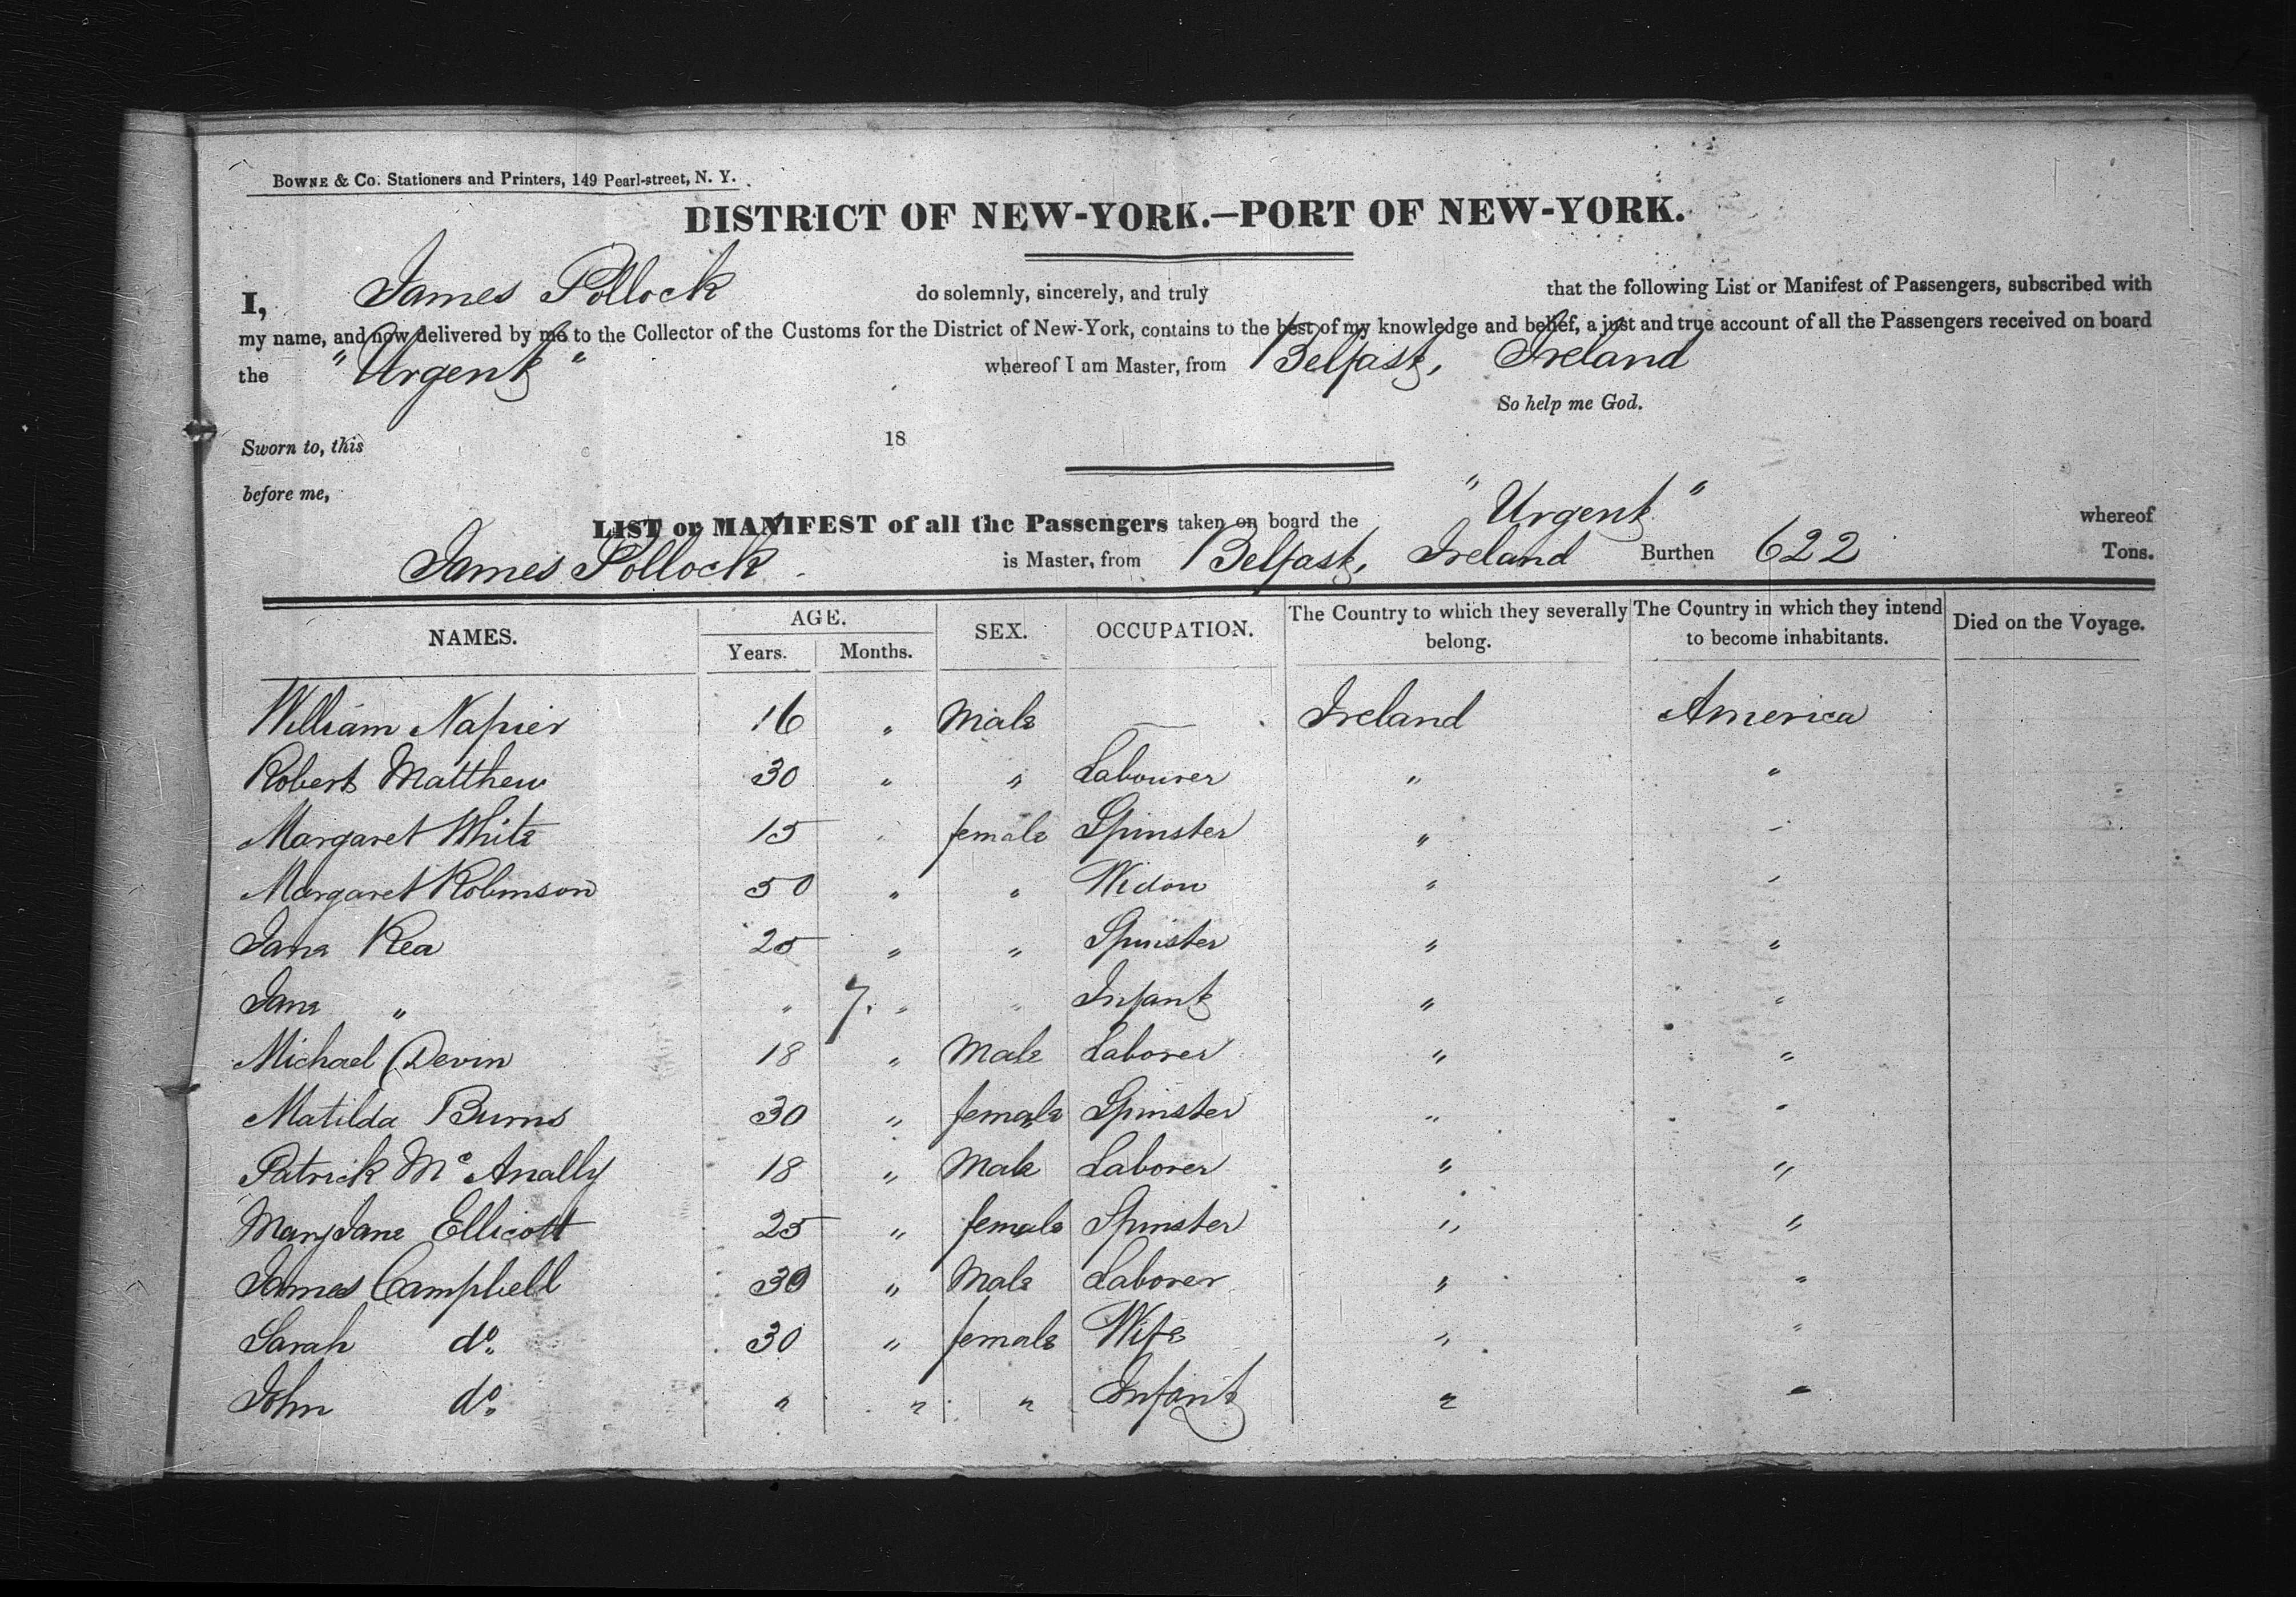 BOWNE & Co. Stationers and Printers, 149 Pearl-street, N. Y.
DISTRICT OF NEW-YORK.—PORT OF NEW-YORK.
I, James Pollock do solemnly, sincerely, and truly that the following List or Manifest of Passengers, subscribed with
my name, and now delivered by me to the Collector of the Customs for the District of New-York, contains to the best of my knowledge and belief, a just and true account of all the Passengers received on board
the "Urgent" whereof I am Master, from Belfast, Ireland
So help me God.
Sworn to, this 18
before me,
LIST or MANIFEST of all the Passengers taken on board the "Urgent" whereof
James Pollock is Master, from Belfast, Ireland Burthen 622 Tons.
NAMES. AGE. Years. Months. SEX. OCCUPATION. The Country to which they severally belong. The Country in which they intend to become inhabitants. Died on the Voyage.
William Napier 16 " Male — Ireland America
Robert Matthew 30 " " Labourer " "
Margaret White 15 " female Spinster " "
Margaret Robinson 50 " " Widow " "
Jane Rea 25 " " Spinster " "
Jane " " 7. " " Infant " "
Michael Devin 18 " Male Laborer " "
Matilda Burns 30 " female Spinster " "
Patrick Mc Anally 18 " Male Laborer " "
Mary Jane Ellicott 25 " female Spinster " "
James Campbell 30 " Male Laborer " "
Sarah do. 30 " female Wife " "
John do. " " " Infant " "